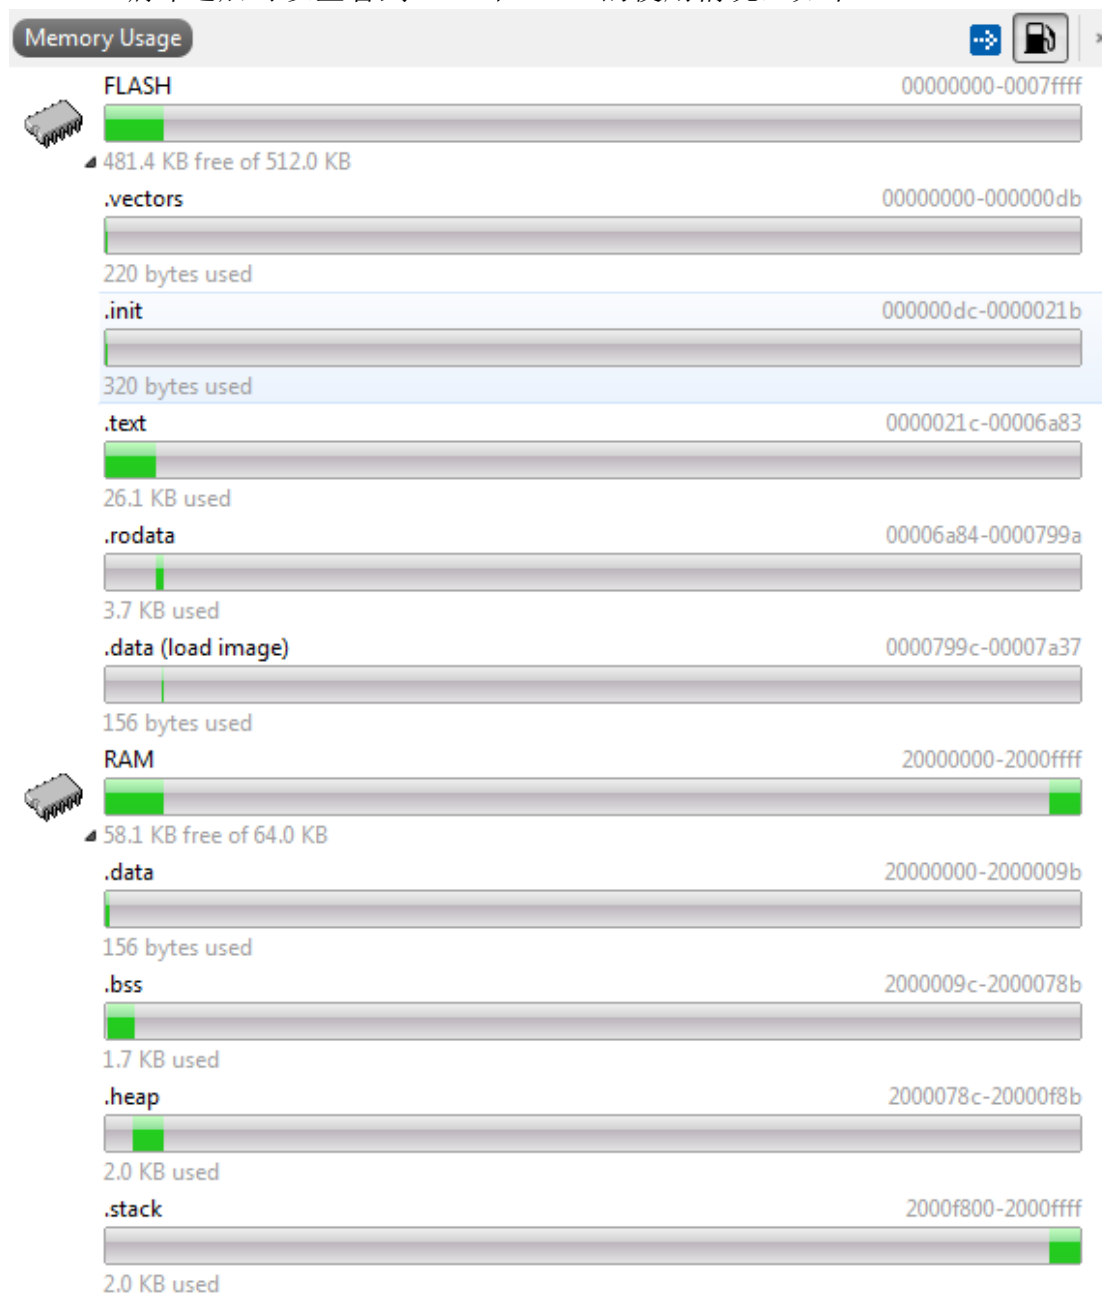 Memory Usage
FLASH 00000000-0007ffff
481.4 KB free of 512.0 KB
.vectors 00000000-000000db
220 bytes used
.init 000000dc-0000021b
320 bytes used
.text 0000021c-00006a83
26.1 KB used
.rodata 00006a84-0000799a
3.7 KB used
.data (load image) 0000799c-00007a37
156 bytes used
RAM 20000000-2000ffff
58.1 KB free of 64.0 KB
.data 20000000-2000009b
156 bytes used
.bss 2000009c-2000078b
1.7 KB used
.heap 2000078c-20000f8b
2.0 KB used
.stack 2000f800-2000ffff
2.0 KB used